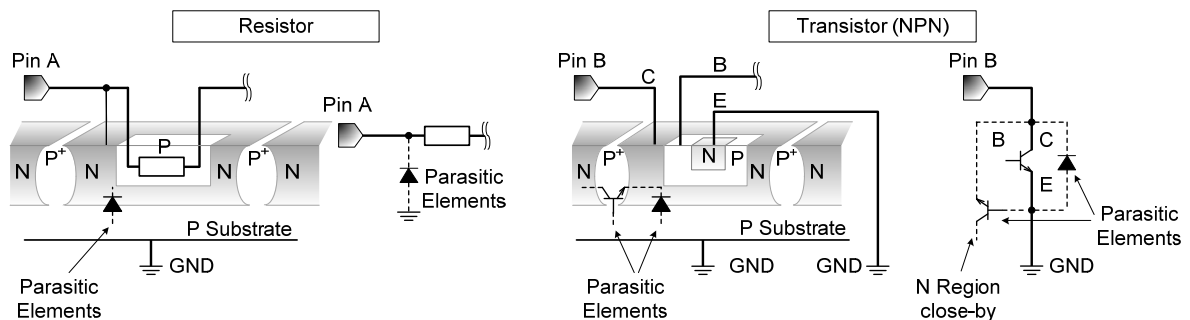 Resistor
Transistor (NPN)
Pin A
Pin A
N
P+
N
P
P+
N
N
Parasitic
Elements
P Substrate
GND
Parasitic
Elements
Pin B
C
B
E
N
P+
N
N
P
P+
N
N
P Substrate
GND
GND
Parasitic
Elements
Pin B
B
C
E
Parasitic
Elements
GND
N Region
close-by